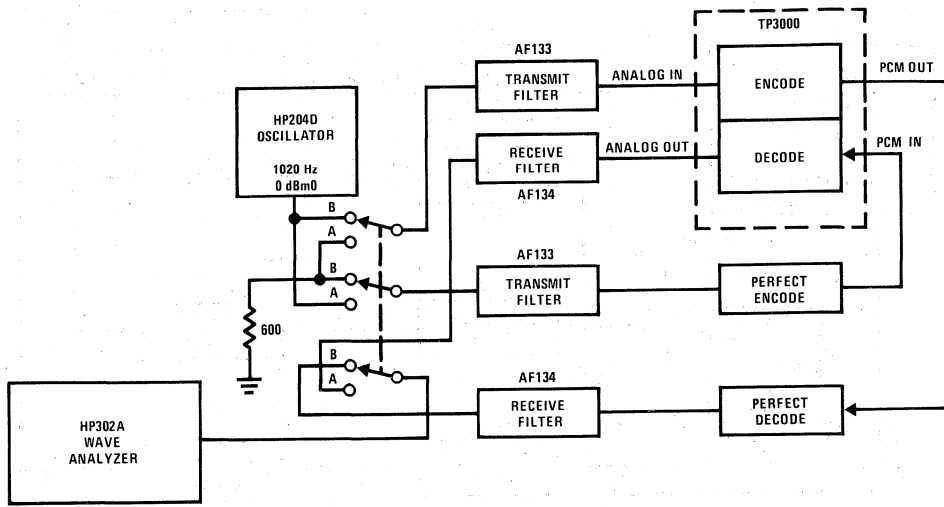 TP3000
AF133
TRANSMIT
FILTER
ANALOG IN
ENCODE
PCM OUT
HP204D
OSCILLATOR
1020 Hz
0 dBm0
RECEIVE
FILTER
AF134
ANALOG OUT
DECODE
PCM IN
B
A
B
A
600
AF133
TRANSMIT
FILTER
PERFECT
ENCODE
B
A
AF134
RECEIVE
FILTER
PERFECT
DECODE
HP302A
WAVE
ANALYZER